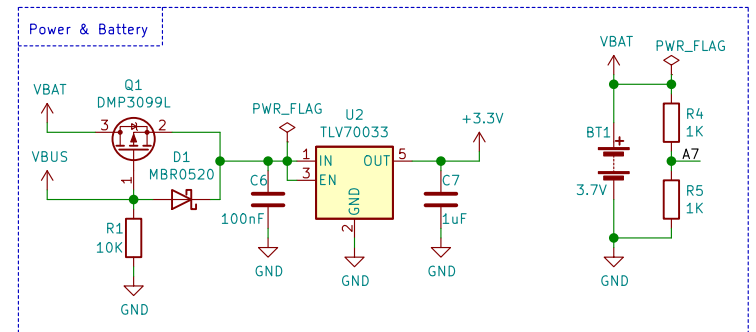 Power & Battery
VBAT
Q1
DMP3099L
3
2
1
VBUS
D1
MBR0520
R1
10K
GND
PWR_FLAG
C6
100nF
GND
U2
TLV70033
1
IN
OUT
5
3
EN
GND
2
GND
+3.3V
C7
1uF
GND
VBAT
PWR_FLAG
BT1
+
3.7V
R4
1K
A7
R5
1K
GND